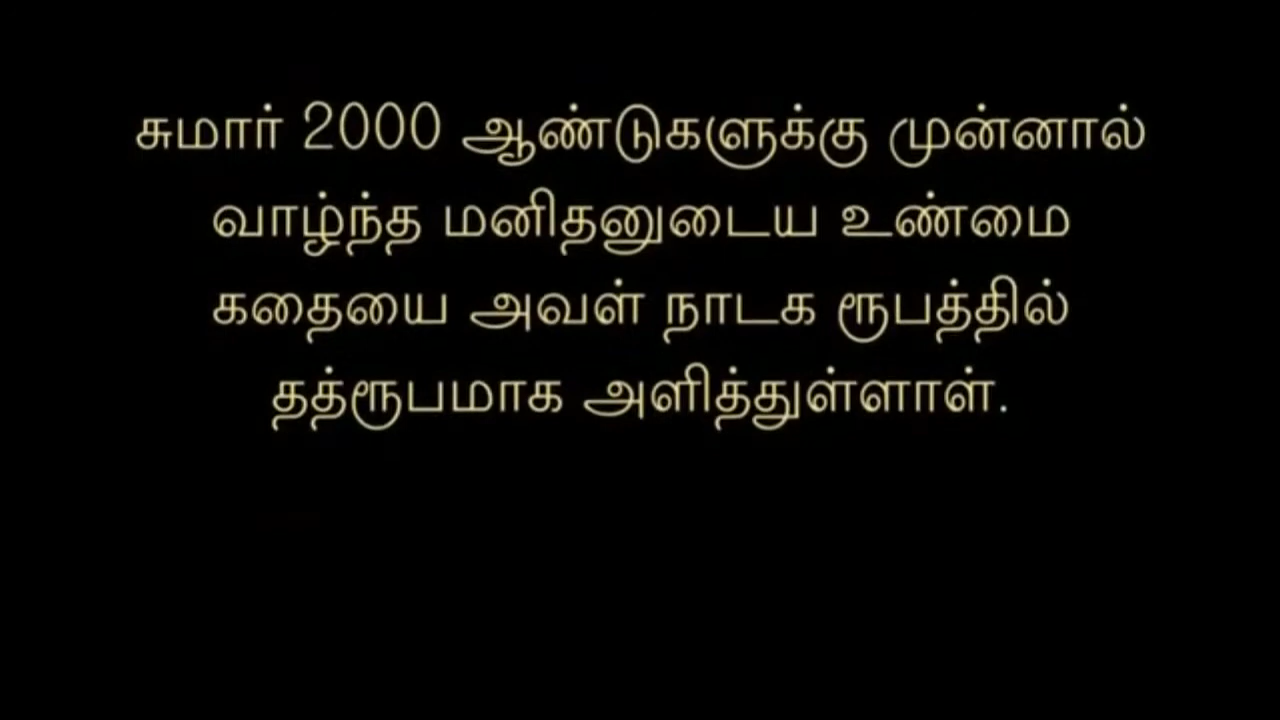 சுமார் 2000 ஆண்டுகளுக்கு முன்னால்
வாழ்ந்த மனிதனுடைய உண்மை
கதையை அவள் நாடக ரூபத்தில்
தத்ரூபமாக அளித்துள்ளாள்.